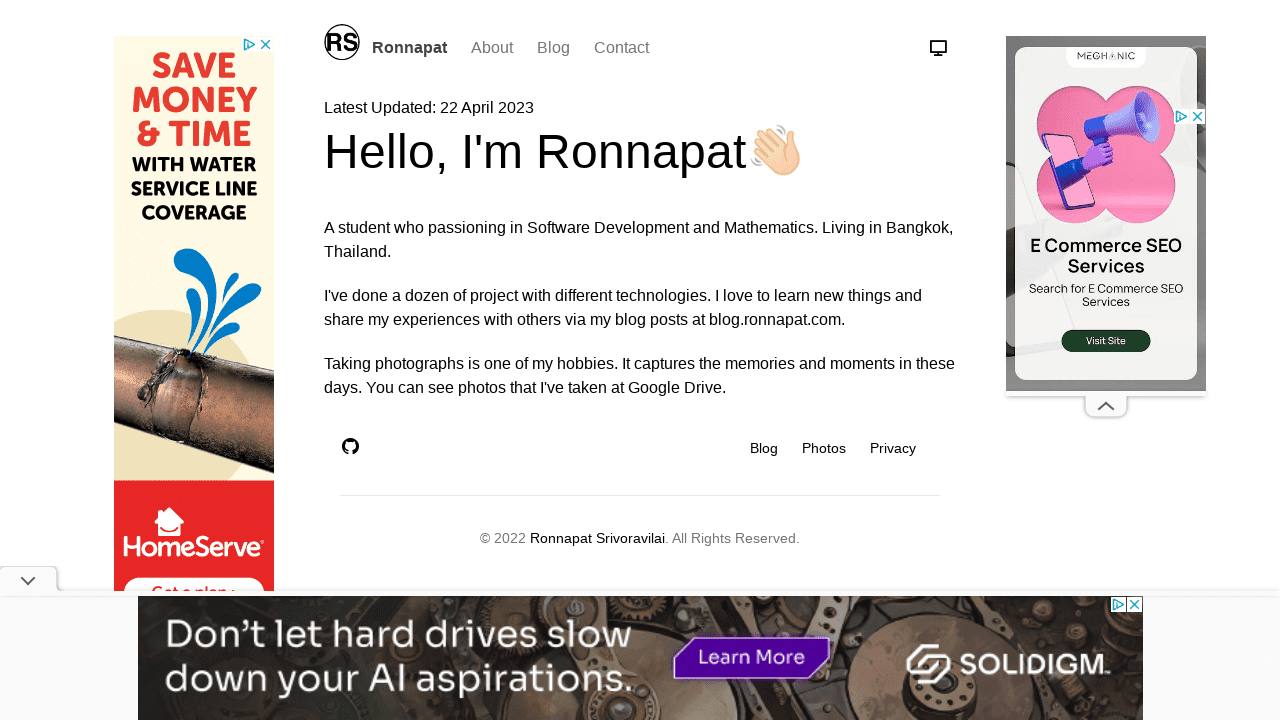 RS
Ronnapat
About
Blog
Contact
Latest Updated: 22 April 2023
Hello, I'm Ronnapat
A student who passioning in Software Development and Mathematics. Living in Bangkok,
Thailand.
I've done a dozen of project with different technologies. I love to learn new things and
share my experiences with others via my blog posts at blog.ronnapat.com.
Taking photographs is one of my hobbies. It captures the memories and moments in these
days. You can see photos that I've taken at Google Drive.
Blog
Photos
Privacy
© 2022 Ronnapat Srivoravilai. All Rights Reserved.
SAVE
MONEY
& TIME
WITH WATER
SERVICE LINE
COVERAGE
HomeServe
MEGHANIC
E Commerce SEO
Services
Search for E Commerce SEO
Services
Visit Site
Don't let hard drives slow
down your AI aspirations.
Learn More
SOLIDIGM